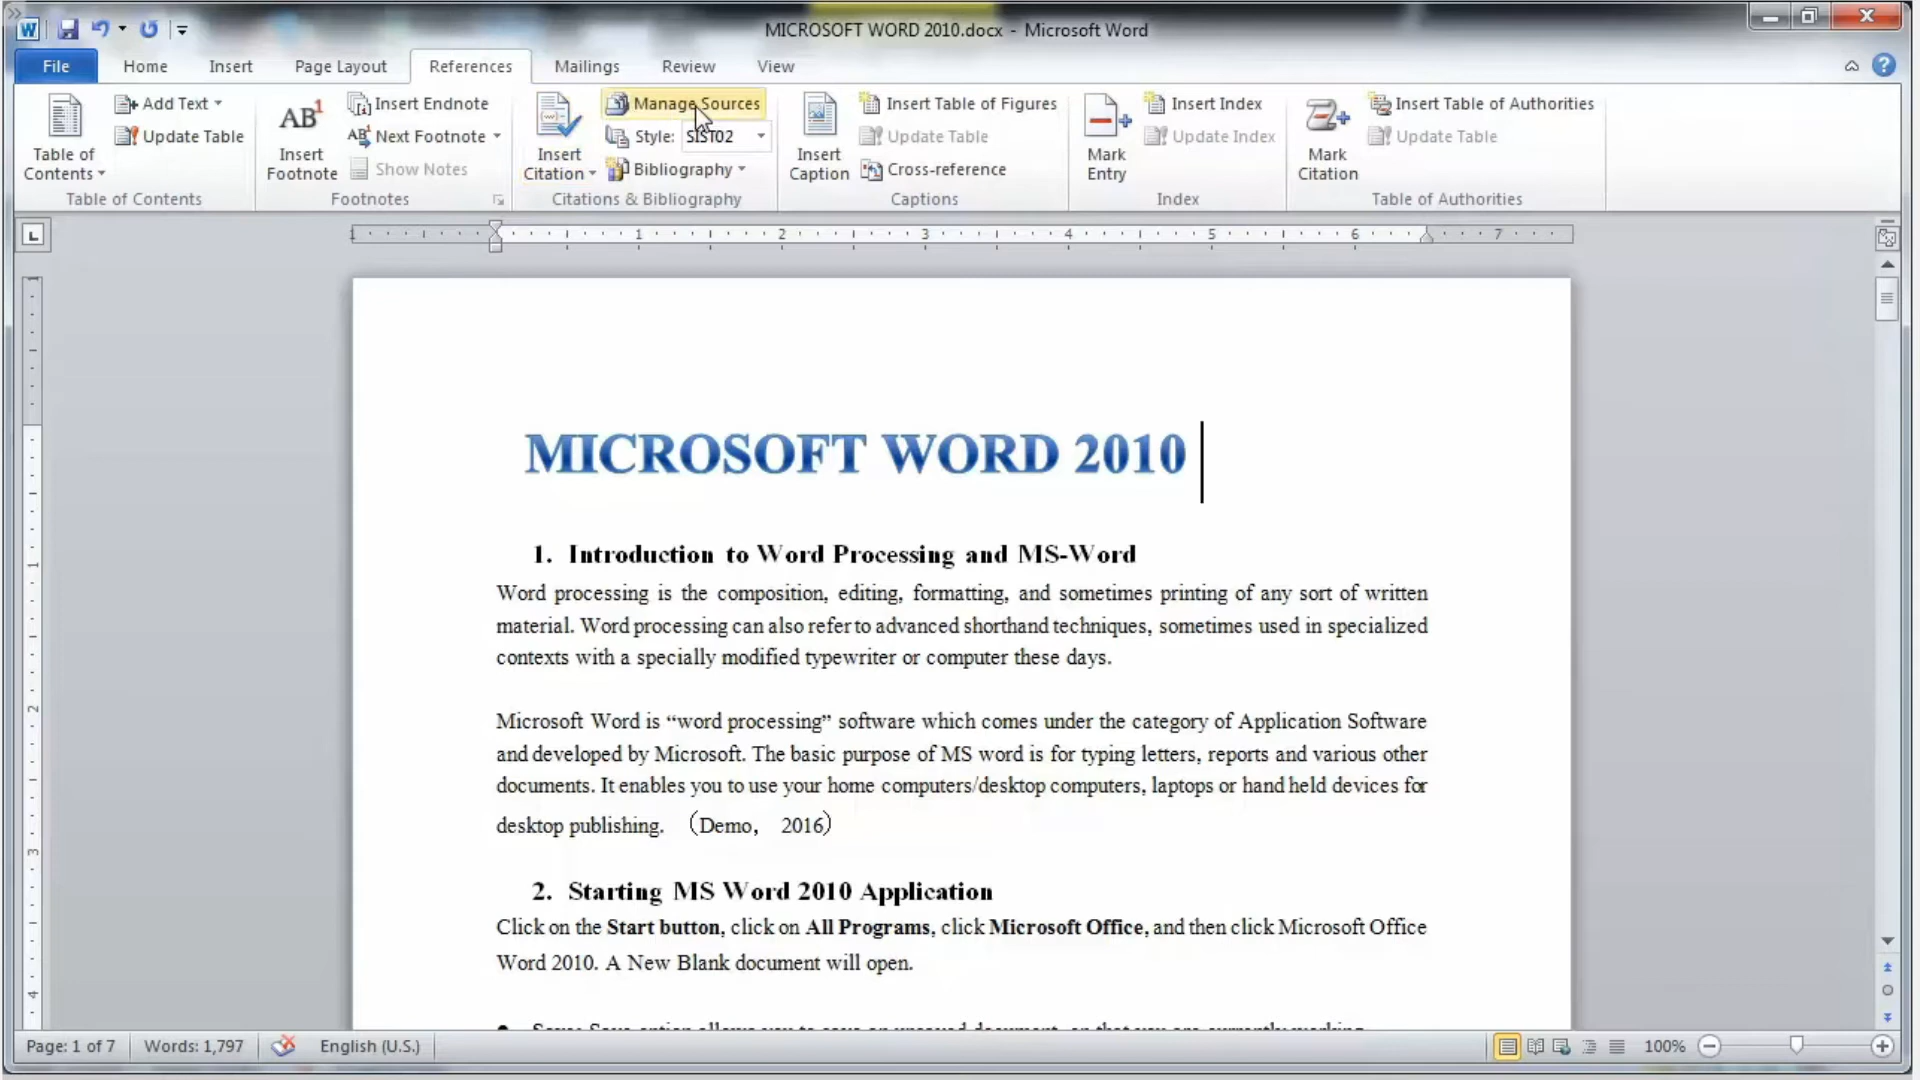 MICROSOFT WORD 2010.docx - Microsoft Word
File Home Insert Page Layout References Mailings Review View
Table of Contents
Add Text
Update Table
Table of Contents
AB1 Insert Footnote
Insert Endnote
AB1 Next Footnote
Show Notes
Footnotes
Insert Citation
Manage Sources
Style: SIST02
Bibliography
Citations & Bibliography
Insert Caption
Insert Table of Figures
Update Table
Cross-reference
Captions
Mark Entry
Insert Index
Update Index
Index
Mark Citation
Insert Table of Authorities
Update Table
Table of Authorities
1 1 2 3 4 5 6 7
MICROSOFT WORD 2010
1. Introduction to Word Processing and MS-Word
Word processing is the composition, editing, formatting, and sometimes printing of any sort of written
material. Word processing can also refer to advanced shorthand techniques, sometimes used in specialized
contexts with a specially modified typewriter or computer these days.
Microsoft Word is “word processing” software which comes under the category of Application Software
and developed by Microsoft. The basic purpose of MS word is for typing letters, reports and various other
documents. It enables you to use your home computers/desktop computers, laptops or hand held devices for
desktop publishing. （Demo, 2016）
2. Starting MS Word 2010 Application
Click on the Start button, click on All Programs, click Microsoft Office, and then click Microsoft Office
Word 2010. A New Blank document will open.
Page: 1 of 7 Words: 1,797 English (U.S.) 100%